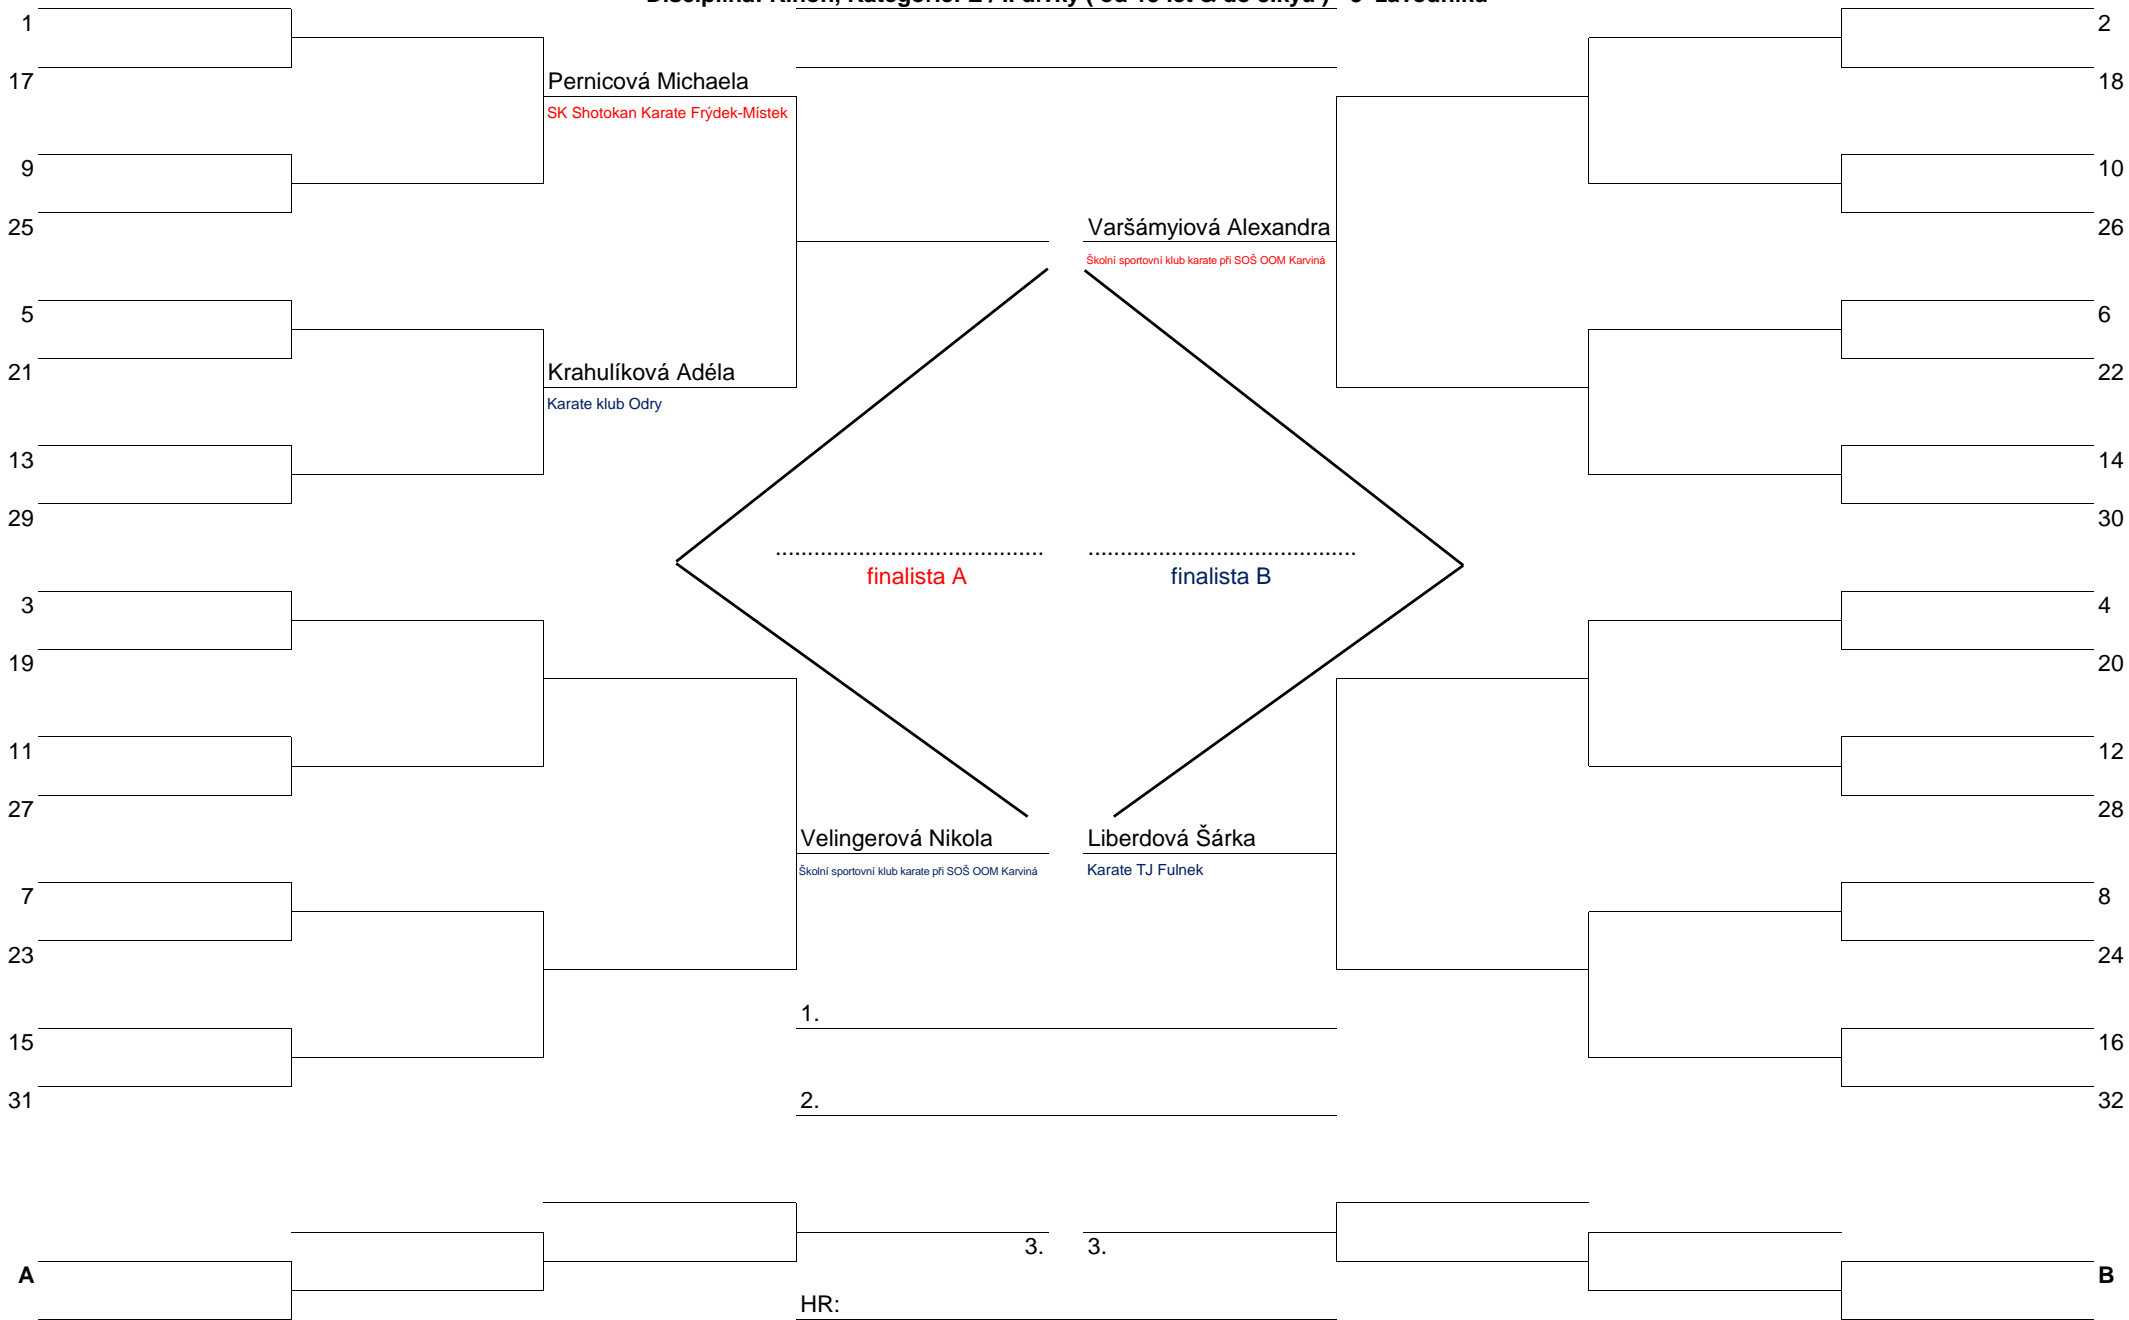 1
2
17
Pernicová Michaela
18
SK Shotokan Karate Frýdek-Místek
9
10
25
Varšámyiová Alexandra
26
Školní sportovní klub karate při SOŠ OOM Karviná
5
6
21
Krahulíková Adéla
22
Karate klub Odry
13
14
29
30
.......................................... ..........................................
finalista A
finalista B
3
4
19
20
11
12
27
28
Velingerová Nikola
Liberdová Šárka
Školní sportovní klub karate při SOŠ OOM Karviná
Karate TJ Fulnek
7
8
23
24
1.
15
16
31
2.
32
3.
3.
A
B
HR: